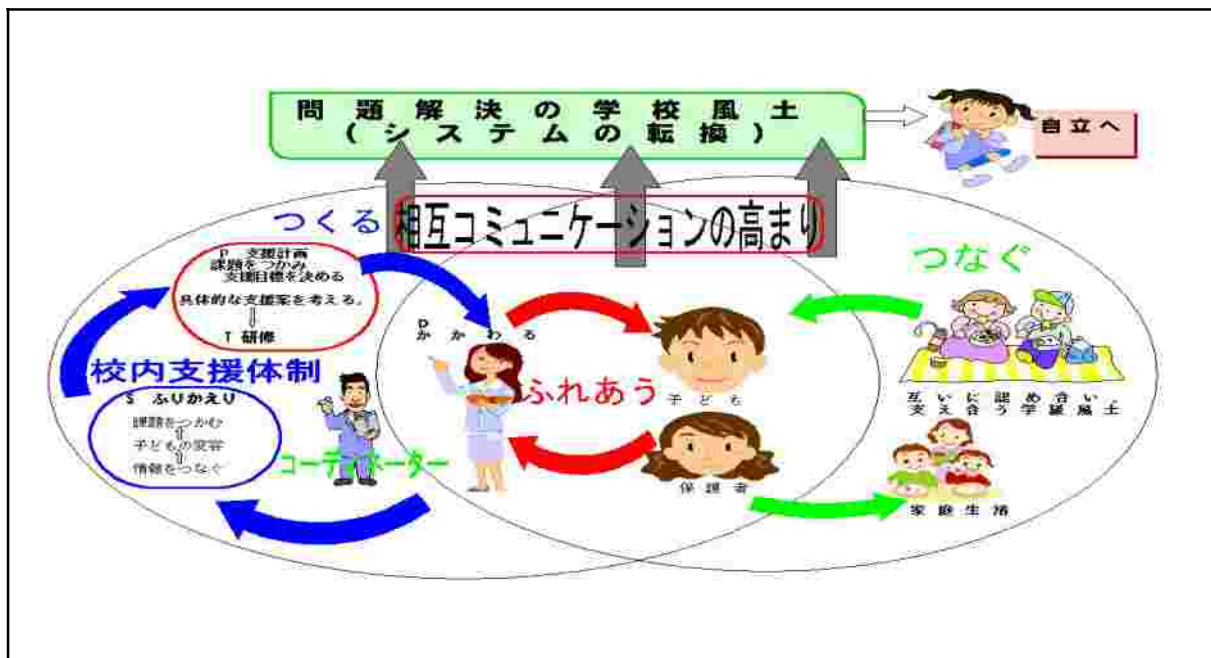 問題解決の学校風土
(システムの転換)
自立へ
相互コミュニケーションの高まり
つくる
P 支援計画
課題をつかみ
支援目標を決める
具体的な支援案を考える。
T 研修
校内支援体制
S ふりかえり
課題をつかむ
子どもの変容
情報をつなぐ
コーディネーター
D
かかわる
ふれあう
子ども
保護者
つなぐ
互いに認め合い、
支え合う学級風土
家庭生活